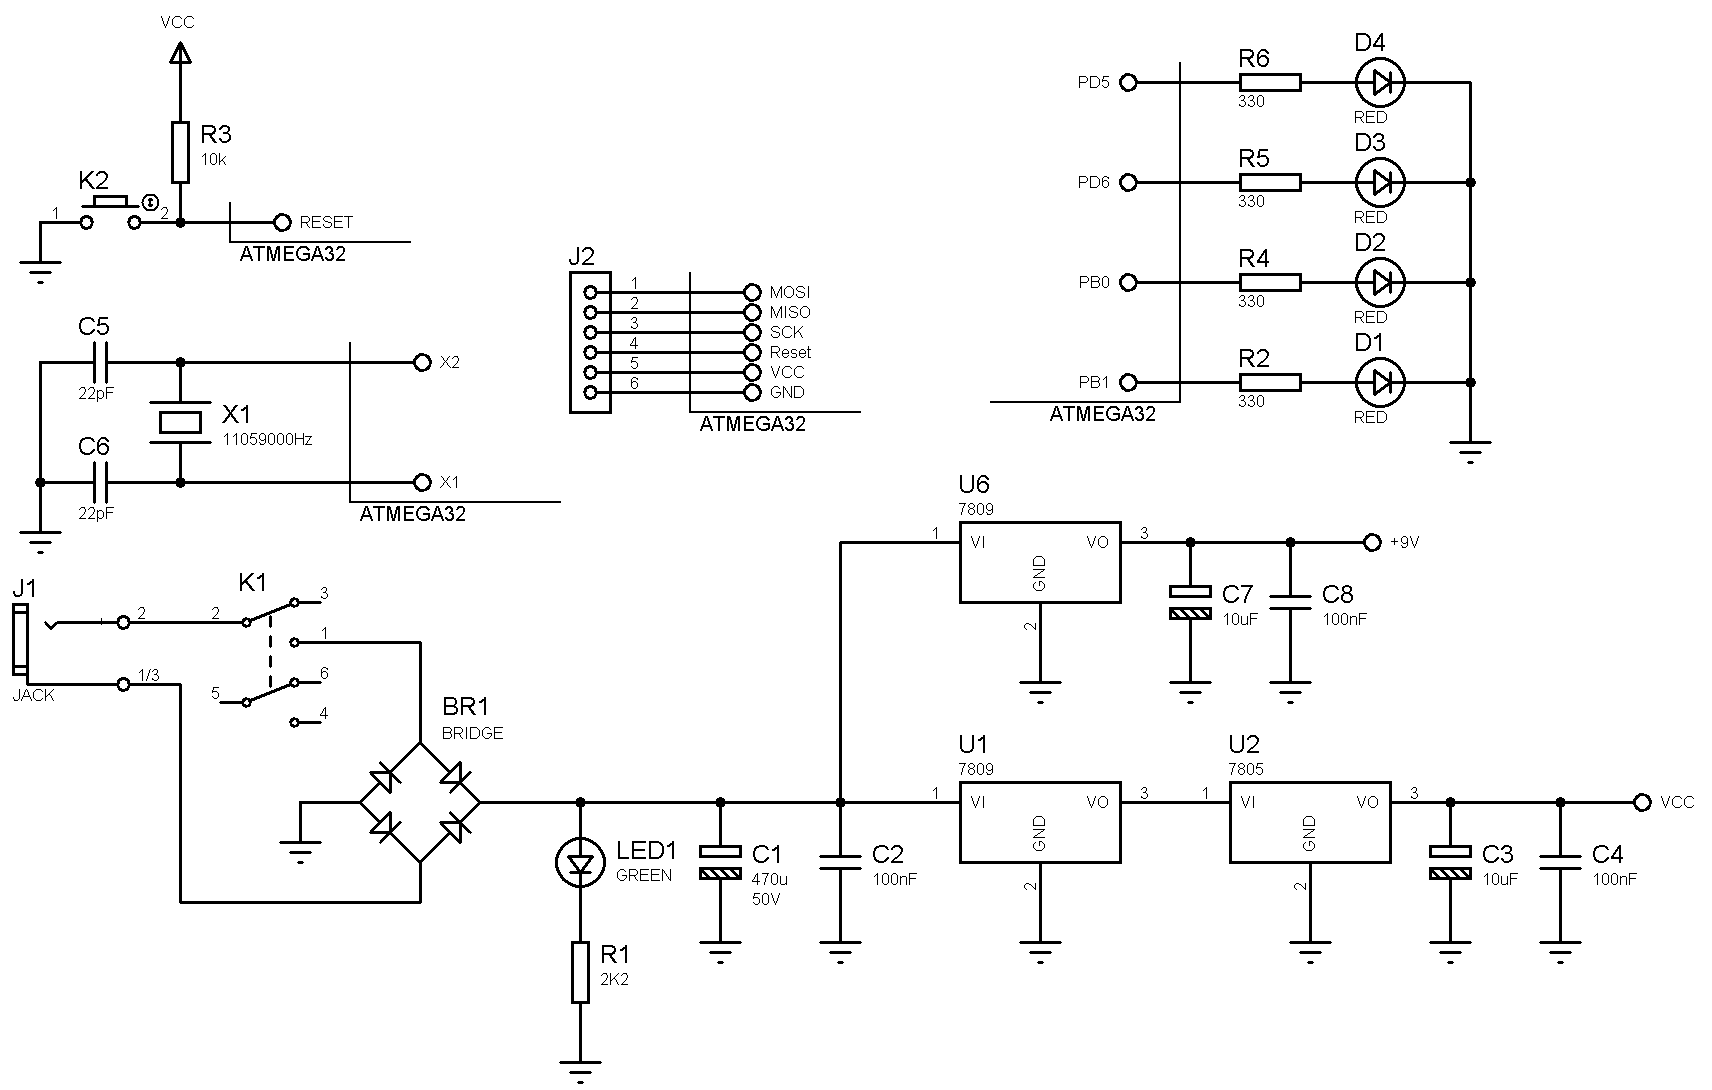 VCC
R3
10k
K2
1
2
RESET
ATMEGA32
C5
22pF
X2
X1
11059000Hz
C6
22pF
X1
ATMEGA32
J2
1
MOSI
2
MISO
3
SCK
4
Reset
5
VCC
6
GND
ATMEGA32
PD5
R6
330
D4
RED
PD6
R5
330
D3
RED
PB0
R4
330
D2
RED
PB1
R2
330
D1
RED
ATMEGA32
J1
JACK
+
2
1/3
K1
2
3
1
5
6
4
BR1
BRIDGE
LED1
GREEN
R1
2K2
C1
470u
50V
C2
100nF
U6
7809
1
VI
VO
3
GND
2
+9V
C7
10uF
C8
100nF
U1
7809
1
VI
VO
3
GND
2
U2
7805
1
VI
VO
3
GND
2
VCC
C3
10uF
C4
100nF